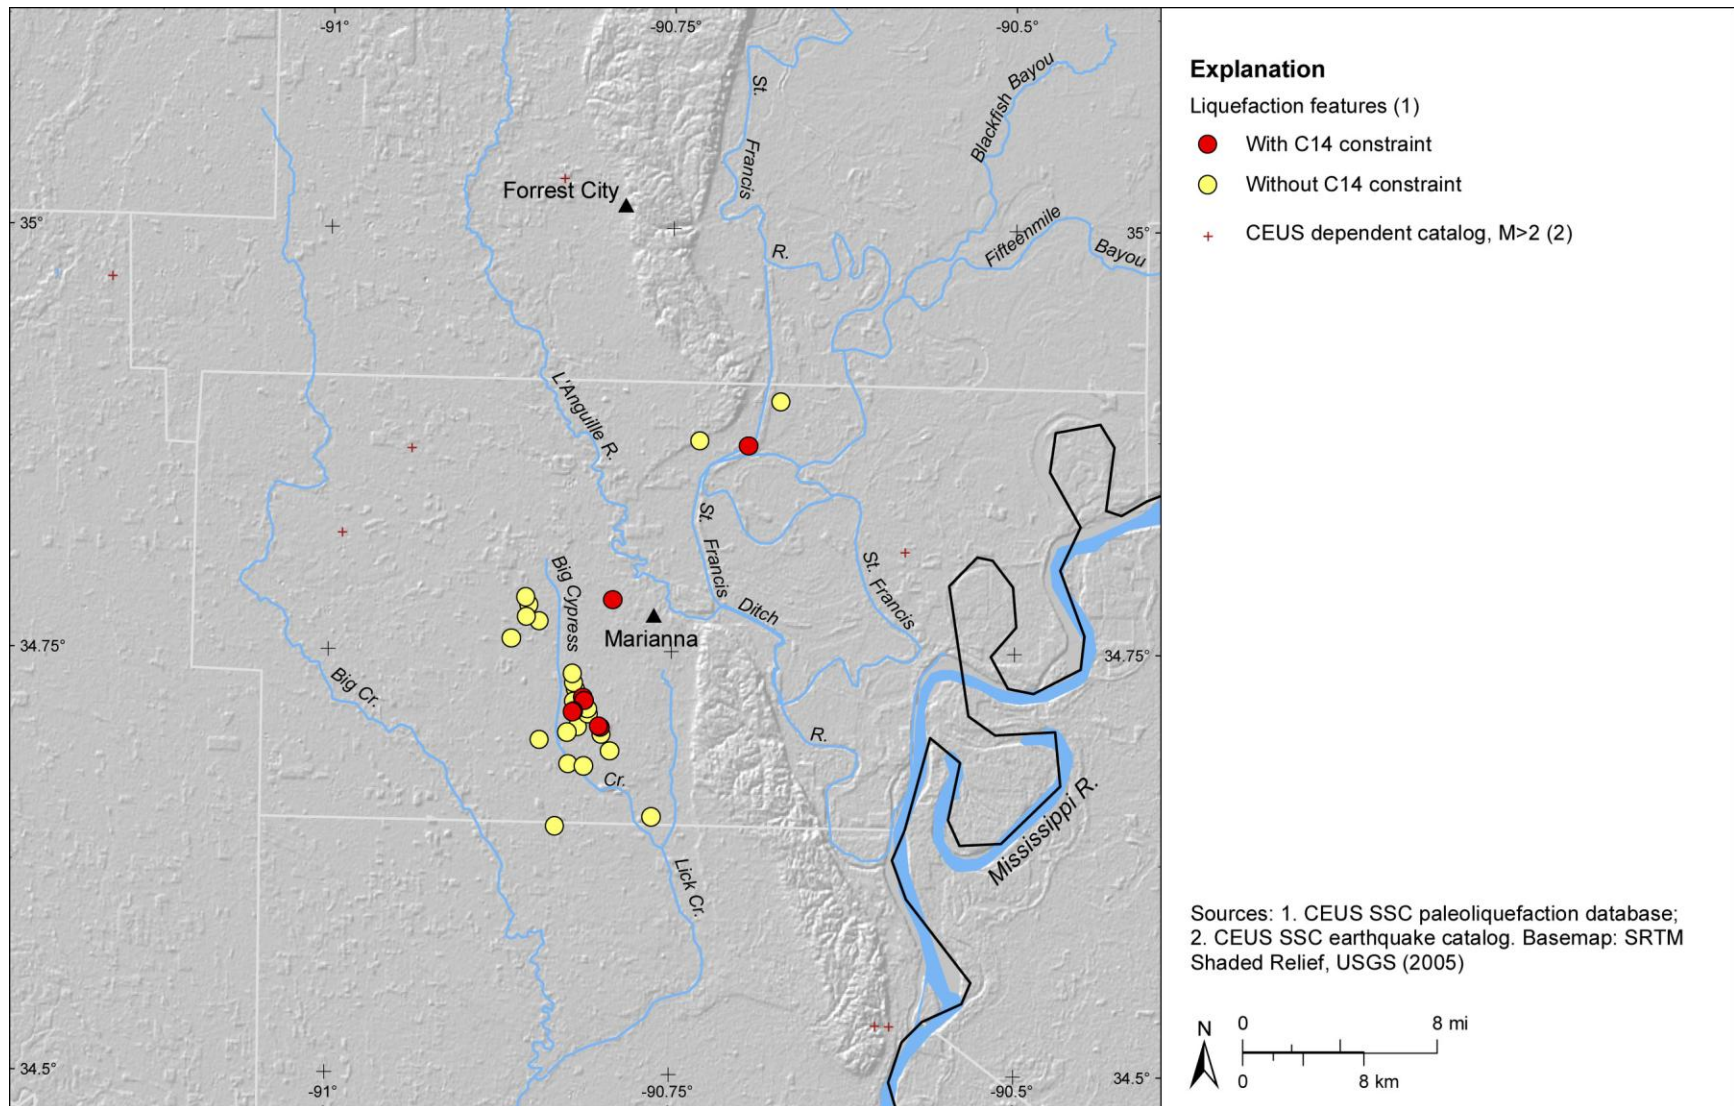 -91°
-90.75°
-90.5°
St.
Francis
R.
Blackfish Bayou
Fifteenmile
Bayou
Forrest City
35°
35°
L'Anguille R.
St.
Francis
Ditch
St. Francis
Big Cypress
Marianna
34.75°
34.75°
Big Cr.
R.
Cr.
Mississippi R.
Lick Cr.
34.5°
34.5°
-91°
-90.75°
-90.5°
Explanation
Liquefaction features (1)
With C14 constraint
Without C14 constraint
CEUS dependent catalog, M>2 (2)
Sources: 1. CEUS SSC paleoliquefaction database;
2. CEUS SSC earthquake catalog. Basemap: SRTM
Shaded Relief, USGS (2005)
N
0 8 mi
0 8 km